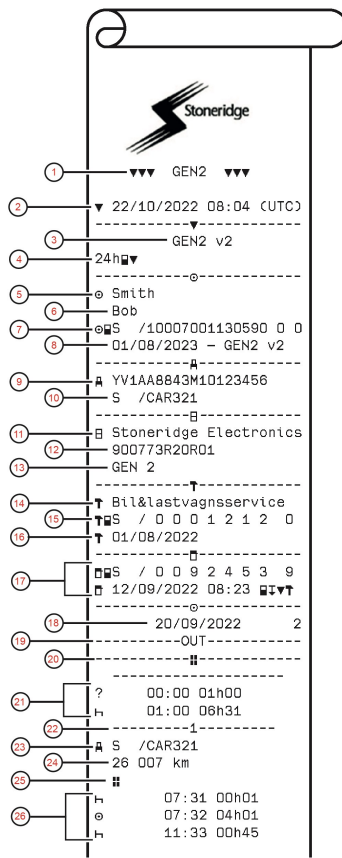 Stoneridge
1 ▼▼▼ GEN2 ▼▼▼
2 ▼ 22/10/2022 08:04 (UTC)
3 GEN2 v2
4 24h▼
5 Smith
6 Bob
7 S /10007001130590 0 0
8 01/08/2023 – GEN2 v2
9 YV1AA8843M10123456
10 S /CAR321
11 Stoneridge Electronics
12 900773R20R01
13 GEN 2
14 Bil&lastvagnsservice
15 S / 0 0 0 1 2 1 2 0
16 01/08/2022
17 S / 0 0 9 2 4 5 3 9
12/09/2022 08:23
18 20/09/2022 2
19 -------OUT-------
20
21 ? 00:00 01h00
01:00 06h31
22 --------1--------
23 S /CAR321
24 26 007 km
25
26 07:31 00h01
07:32 04h01
11:33 00h45